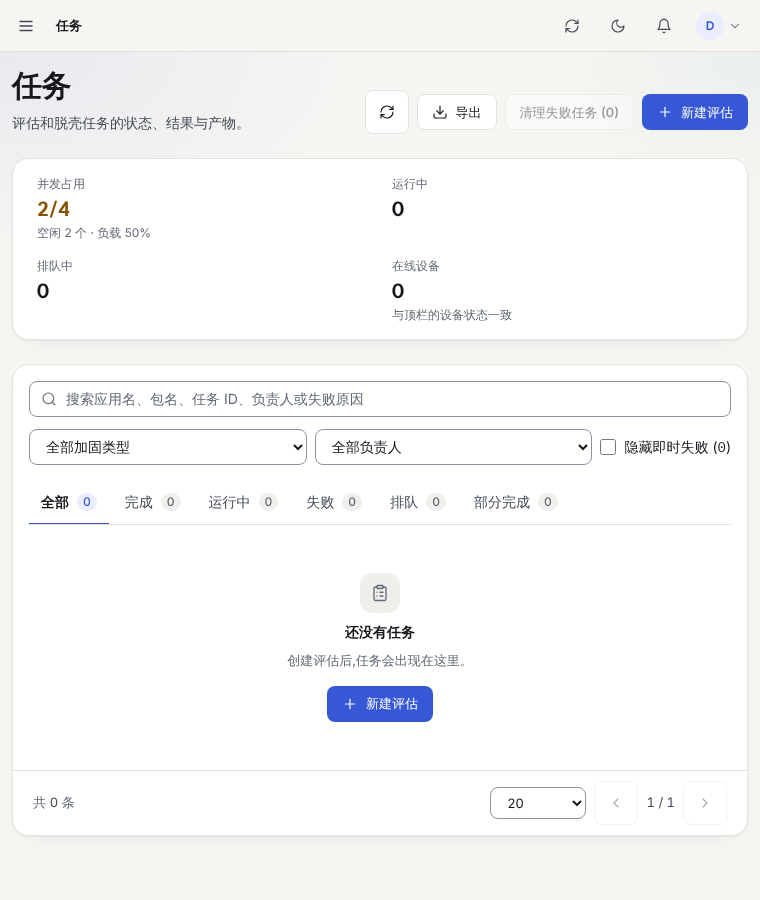 任务
D
任务
评估和脱壳任务的状态、结果与产物。
导出
清理失败任务 (0)
新建评估
并发占用
2/4
空闲 2 个 · 负载 50%
运行中
0
排队中
0
在线设备
0
与顶栏的设备状态一致
搜索应用名、包名、任务 ID、负责人或失败原因
全部加固类型
全部负责人
隐藏即时失败 (0)
全部 0 完成 0 运行中 0 失败 0 排队 0 部分完成 0
还没有任务
创建评估后,任务会出现在这里。
新建评估
共 0 条
20
1 / 1